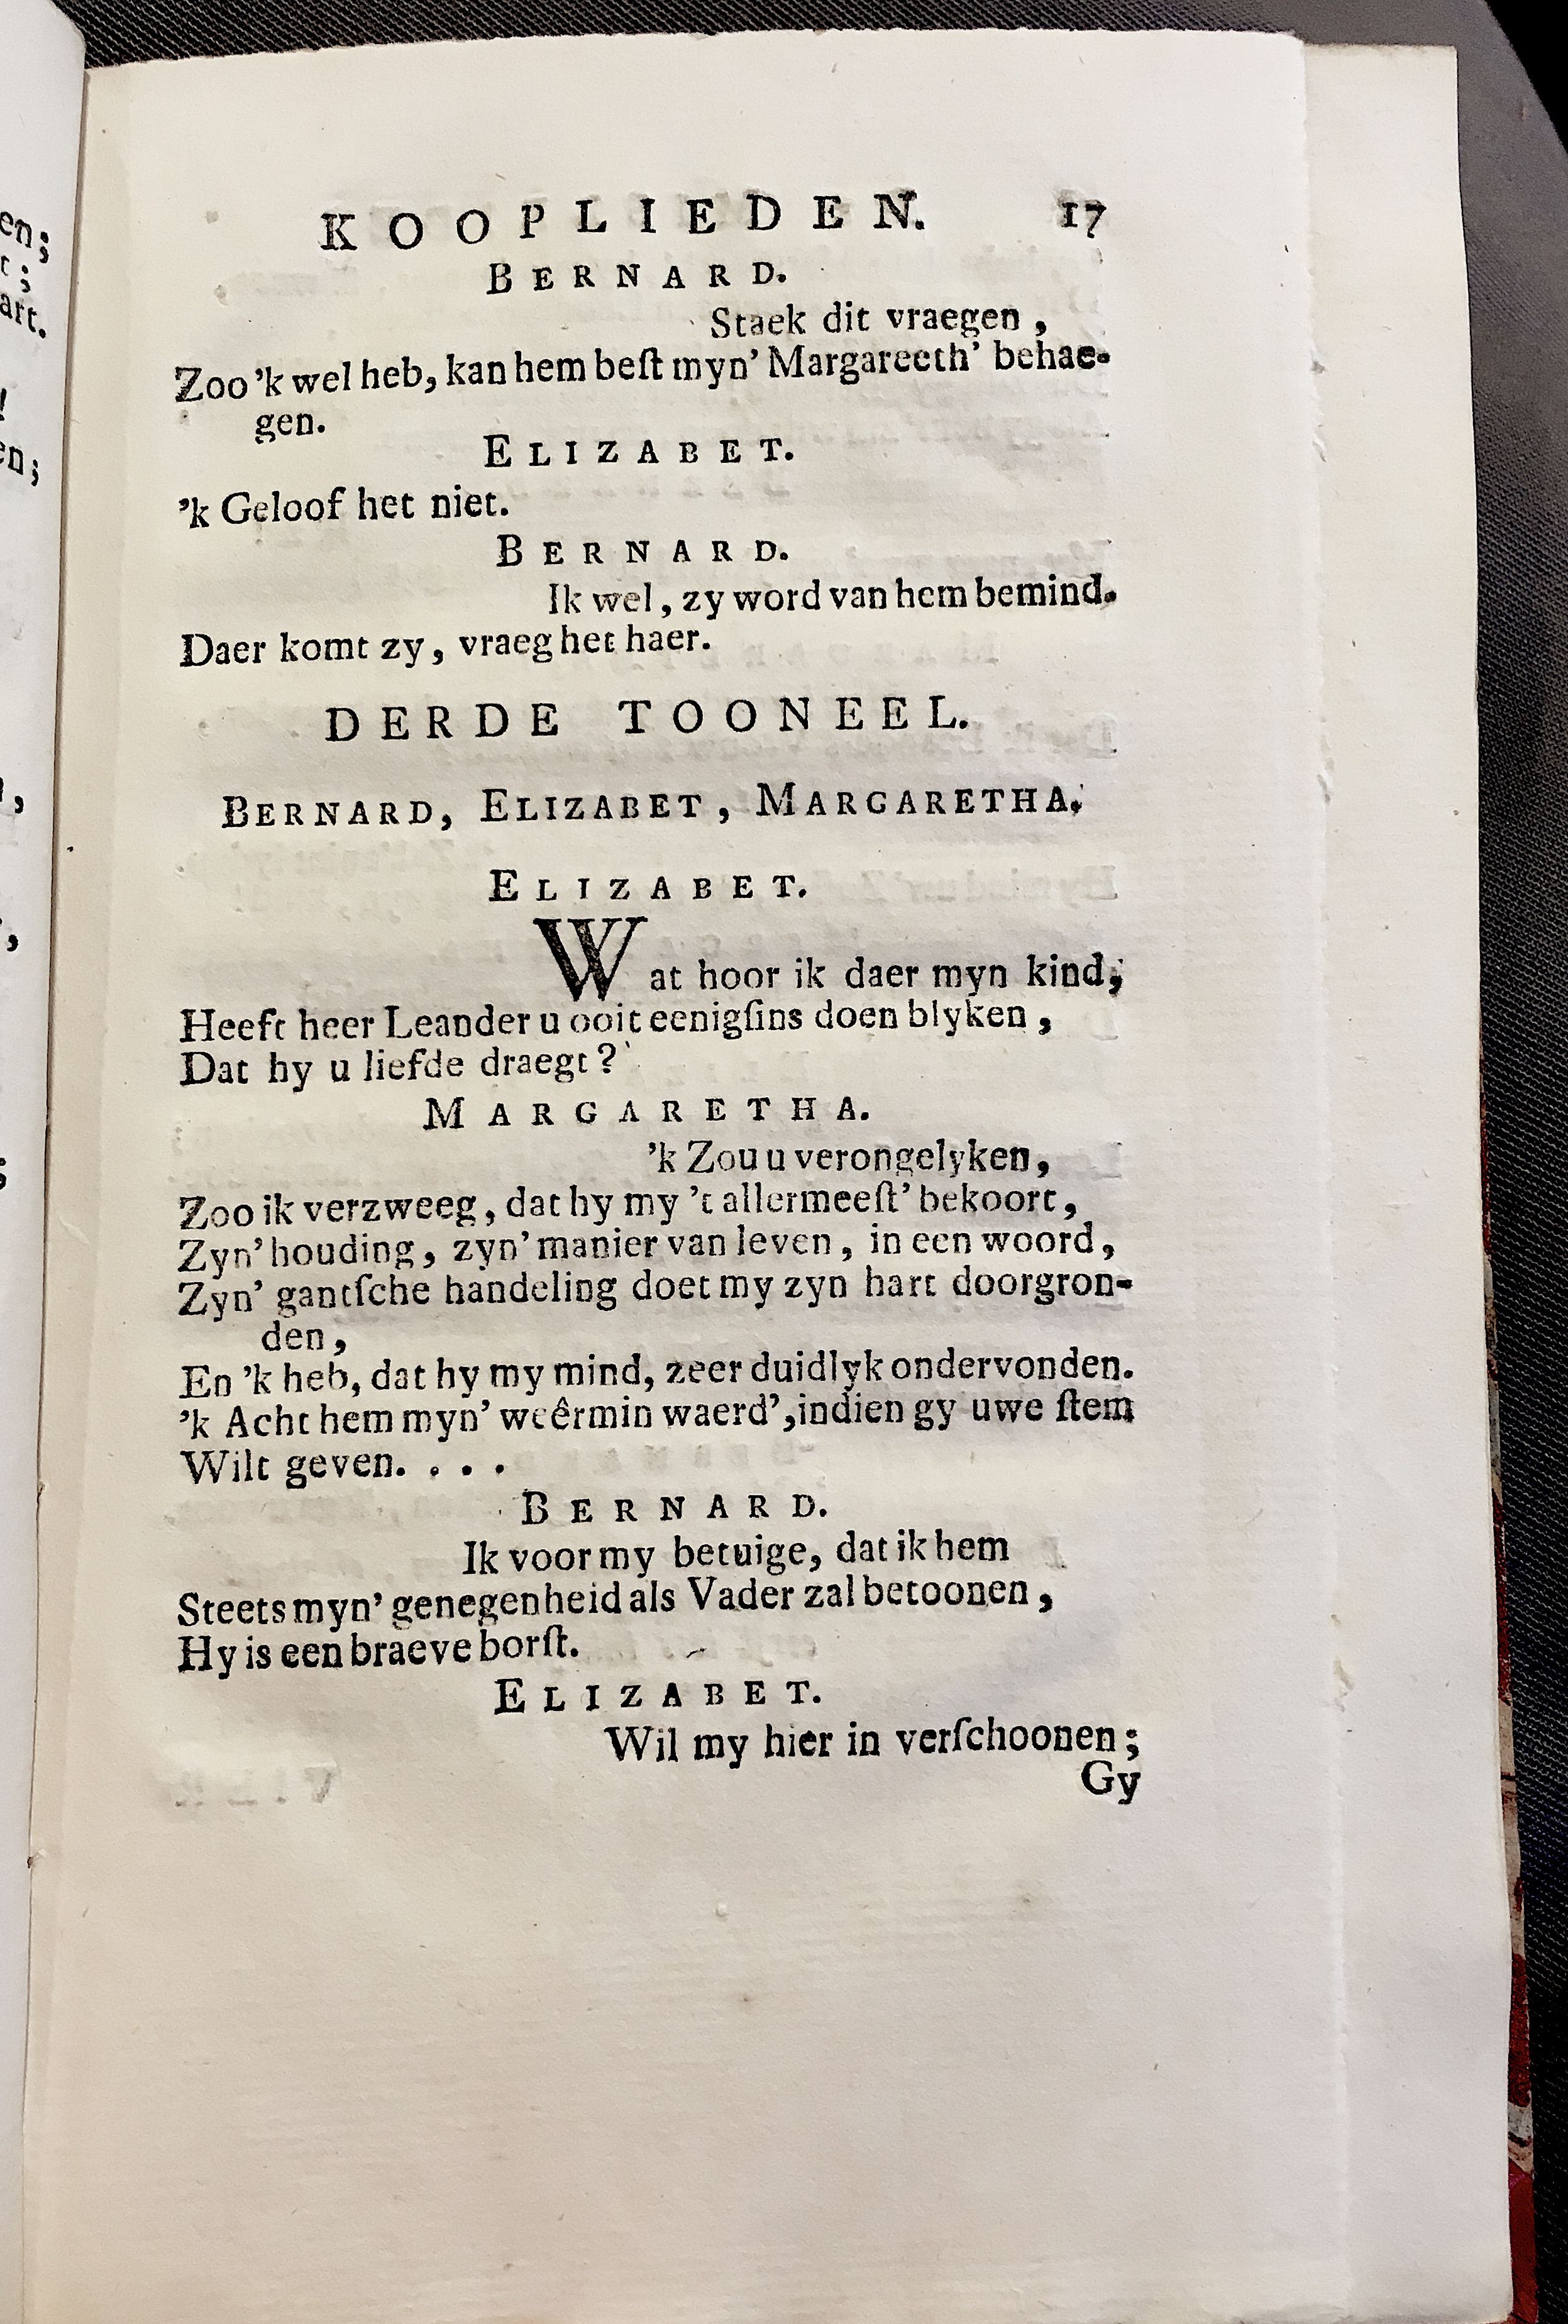 KOOPLIEDEN. 17
BERNARD.
Staek dit vraegen,
Zoo 'k wel heb, kan hem beſt myn' Margareeth' behae-
gen.
ELIZABET.
'k Geloof het niet.
BERNARD.
Ik wel, zy word van hem bemind.
Daer komt zy, vraeg het haer.
DERDE TOONEEL.
BERNARD, ELIZABET, MARGARETHA.
ELIZABET.
Wat hoor ik daer myn kind,
Heeft heer Leander u ooit eenigſins doen blyken,
Dat hy u liefde draegt?
MARGARETHA.
'k Zou u verongelyken,
Zoo ik verzweeg, dat hy my 't allermeeſt' bekoort,
Zyn' houding, zyn' manier van leven, in een woord,
Zyn' gantſche handeling doet my zyn hart doorgron-
den,
En 'k heb, dat hy my mind, zeer duidlyk ondervonden.
'k Acht hem myn' weêrmin waerd', indien gy uwe ſtem
Wilt geven. . . .
BERNARD.
Ik voor my betuige, dat ik hem
Steets myn' genegenheid als Vader zal betoonen,
Hy is een braeve borſt.
ELIZABET.
Wil my hier in verſchoonen;
Gy
en;
art.
en;